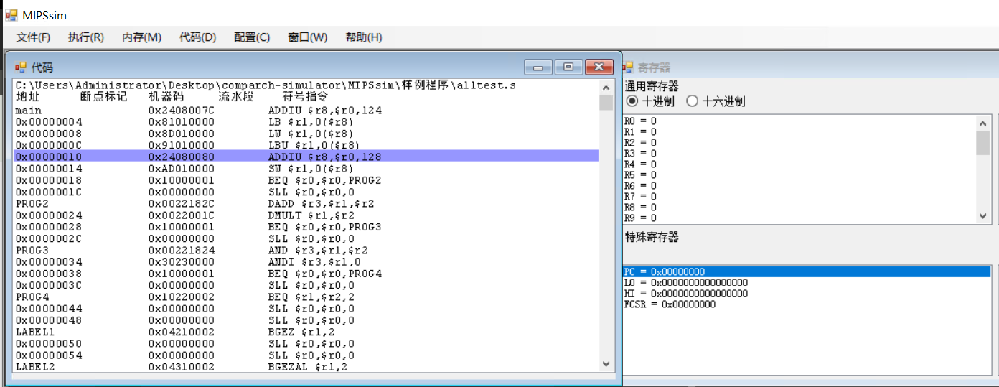 MIPSsim
文件(F) 执行(R) 内存(M) 代码(D) 配置(C) 窗口(W) 帮助(H)
代码
C:\Users\Administrator\Desktop\comparch-simulator\MIPSsim\样例程序\alltest.s
地址 断点标记 机器码 流水段 符号指令
main 0x2408007C ADDIU $r8,$r0,124
0x00000004 0x81010000 LB $r1,0($r8)
0x00000008 0x8D010000 LW $r1,0($r8)
0x0000000C 0x91010000 LBU $r1,0($r8)
0x00000010 0x24080080 ADDIU $r8,$r0,128
0x00000014 0xAD010000 SW $r1,0($r8)
0x00000018 0x10000001 BEQ $r0,$r0,PROG2
0x0000001C 0x00000000 SLL $r0,$r0,0
PROG2 0x0022182C DADD $r3,$r1,$r2
0x00000024 0x0022001C DMULT $r1,$r2
0x00000028 0x10000001 BEQ $r0,$r0,PROG3
0x0000002C 0x00000000 SLL $r0,$r0,0
PROG3 0x00221824 AND $r3,$r1,$r2
0x00000034 0x30230000 ANDI $r3,$r1,0
0x00000038 0x10000001 BEQ $r0,$r0,PROG4
0x0000003C 0x00000000 SLL $r0,$r0,0
PROG4 0x10220002 BEQ $r1,$r2,2
0x00000044 0x00000000 SLL $r0,$r0,0
0x00000048 0x00000000 SLL $r0,$r0,0
LABEL1 0x04210002 BGEZ $r1,2
0x00000050 0x00000000 SLL $r0,$r0,0
0x00000054 0x00000000 SLL $r0,$r0,0
LABEL2 0x04310002 BGEZAL $r1,2
寄存器
通用寄存器
十进制 十六进制
R0 = 0
R1 = 0
R2 = 0
R3 = 0
R4 = 0
R5 = 0
R6 = 0
R7 = 0
R8 = 0
R9 = 0
特殊寄存器
PC = 0x00000000
LO = 0x0000000000000000
HI = 0x0000000000000000
FCSR = 0x00000000